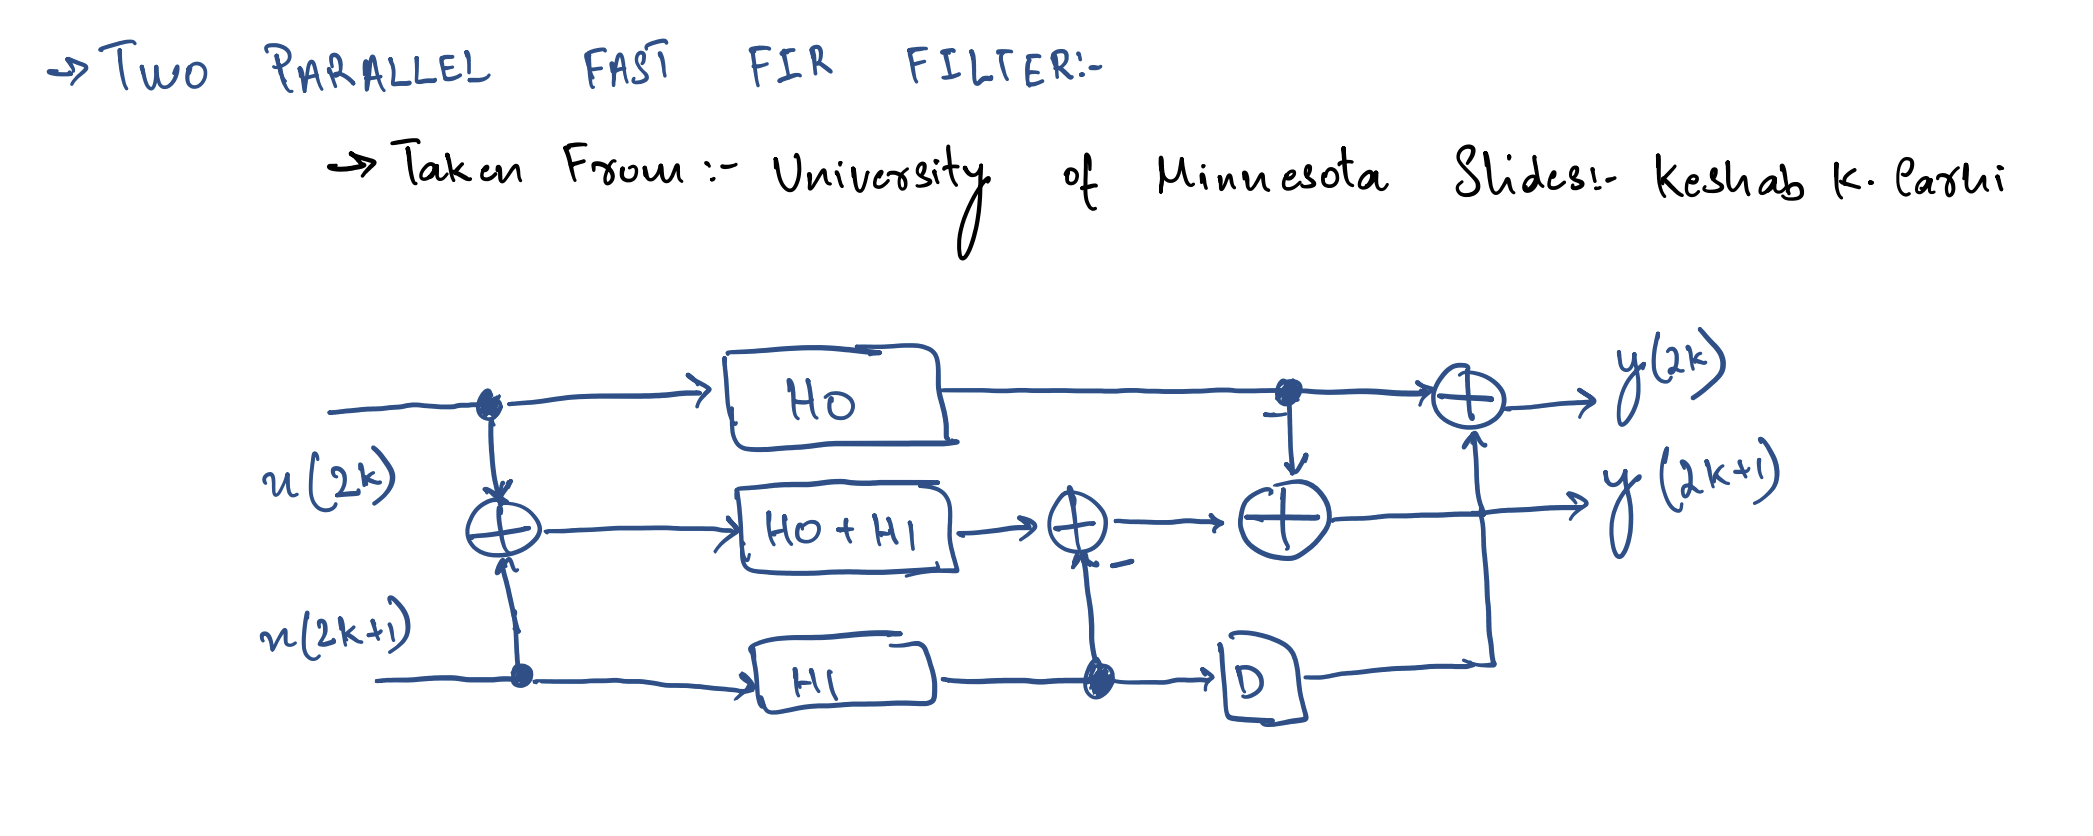 → TWO PARALLEL FAST FIR FILTER:-
→ Taken From :- University of Minnesota Slides:- Keshab K. Parhi
H0
y(2k)
x(2k)
y(2k+1)
H0 + H1
-
-
x(2k+1)
H1
D